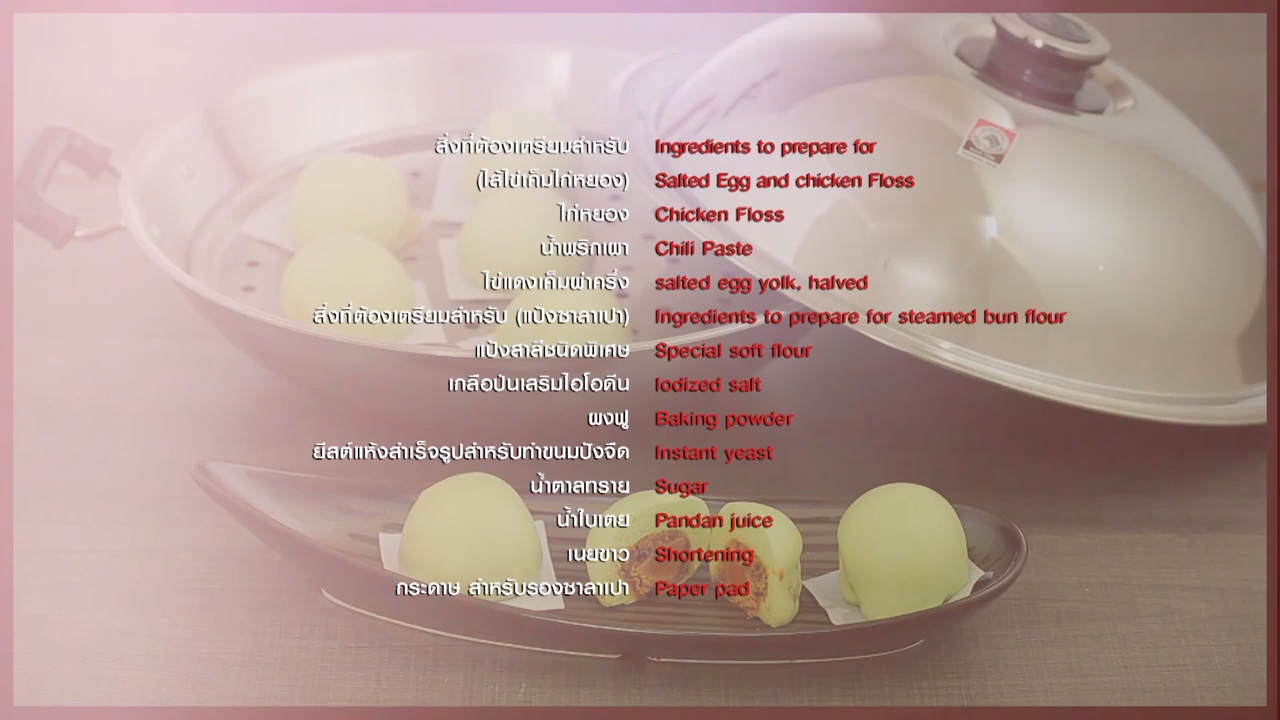 สิ่งที่ต้องเตรียมสำหรับ Ingredients to prepare for
(ไส้ไข่เค็มไก่หยอง) Salted Egg and chicken Floss
ไก่หยอง Chicken Floss
น้ำพริกเผา Chili Paste
ไข่แดงเค็มผ่าครึ่ง salted egg yolk, halved
สิ่งที่ต้องเตรียมสำหรับ (แป้งซาลาเปา) Ingredients to prepare for steamed bun flour
แป้งสาลีชนิดพิเศษ Special soft flour
เกลือป่นเสริมไอโอดีน Iodized salt
ผงฟู Baking powder
ยีสต์แห้งสำเร็จรูปสำหรับทำขนมปังจืด Instant yeast
น้ำตาลทราย Sugar
น้ำใบเตย Pandan juice
เนยขาว Shortening
กระดาษ สำหรับรองซาลาเปา Paper pad